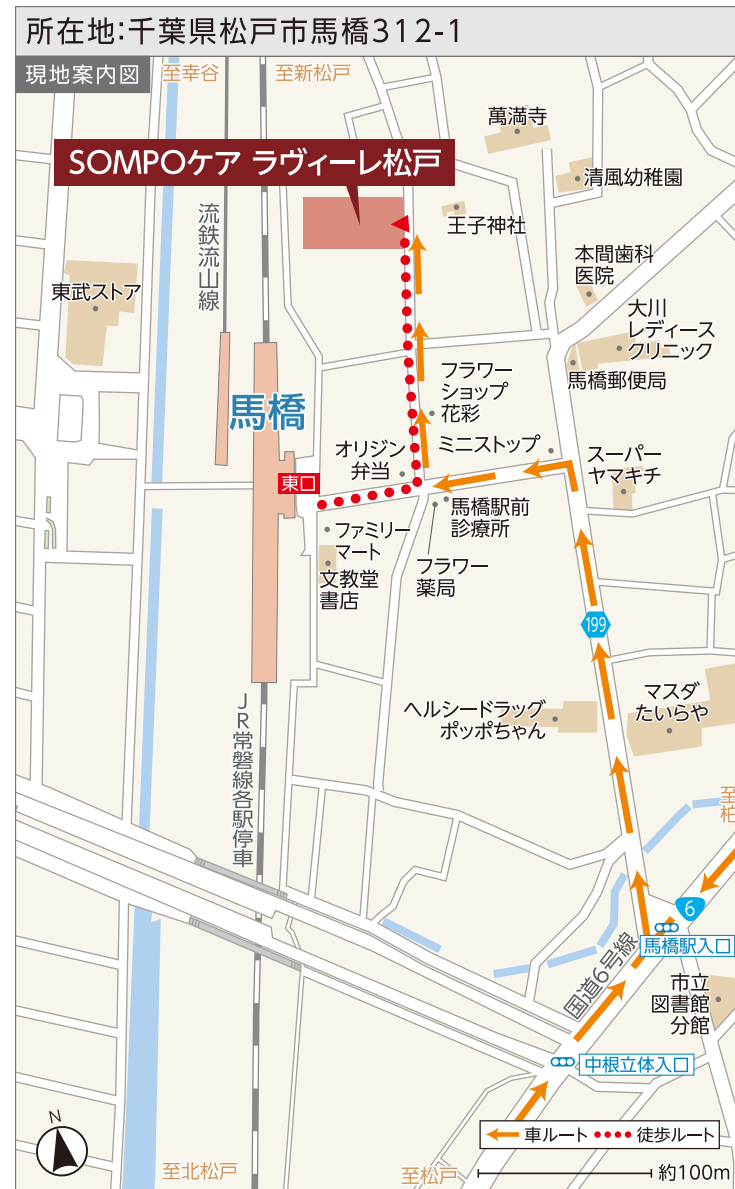 所在地:千葉県松戸市馬橋312-1
現地案内図
至幸谷
至新松戸
萬満寺
SOMPOケア ラヴィーレ松戸
清風幼稚園
流鉄流山線
王子神社
本間歯科
医院
東武ストア
大川
レディース
クリニック
馬橋郵便局
フラワー
ショップ
花彩
馬橋
オリジン
弁当
ミニストップ
スーパー
ヤマキチ
東口
馬橋駅前
診療所
ファミリー
マート
フラワー
薬局
文教堂
書店
199
マスダ
たいらや
ヘルシードラッグ
ポッポちゃん
JR常磐線各駅停車
至
柏
6
馬橋駅入口
国道6号線
市立
図書館
分館
中根立体入口
N
車ルート
徒歩ルート
至北松戸
至松戸
約100m